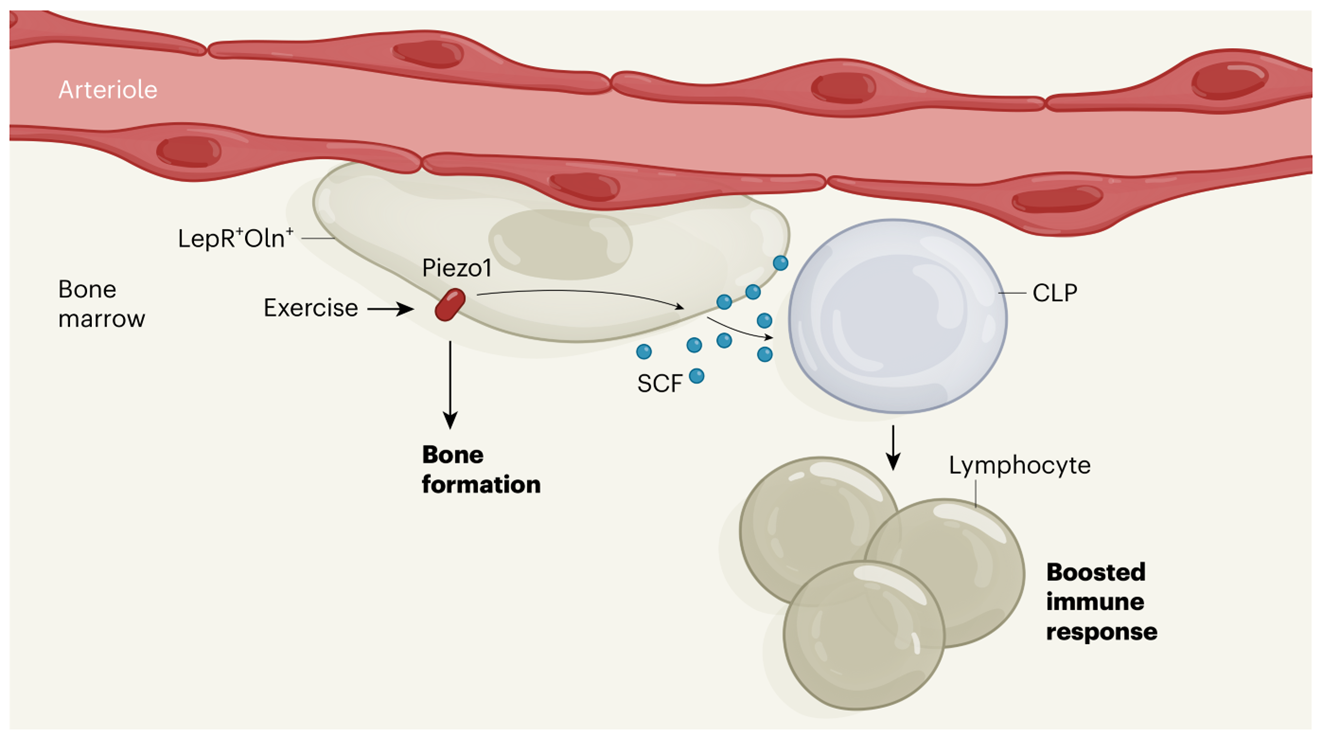 Arteriole
LepR⁺Oln⁺
Piezo1
Bone
marrow
Exercise
CLP
SCF
Bone
formation
Lymphocyte
Boosted
immune
response